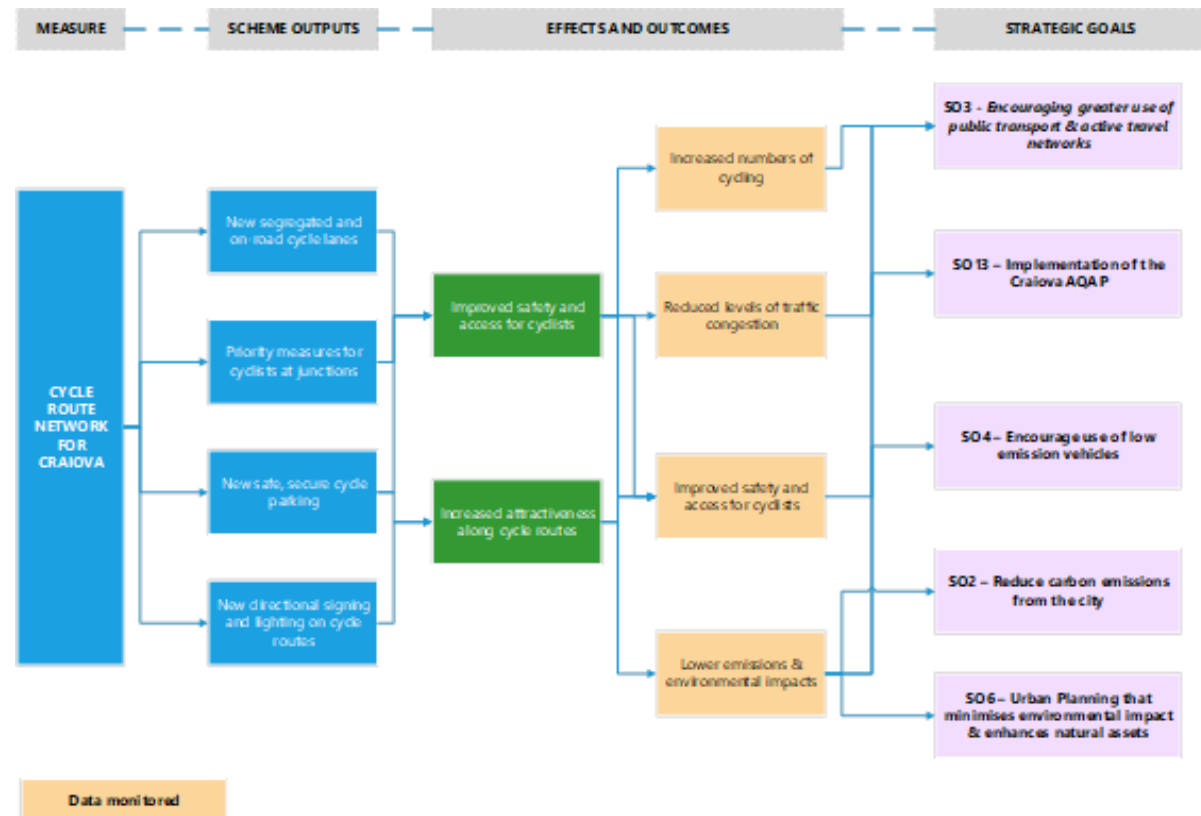 MEASURE
SCHEME OUTPUTS
EFFECTS AND OUTCOMES
STRATEGIC GOALS
CYCLE
ROUTE
NETWORK
FOR
CRAIOVA
New segregated and
on-road cycle lanes
Priority measures for
cyclists at junctions
New safe, secure cycle
parking
New directional signing
and lighting on cycle
routes
Improved safety and
access for cyclists
Increased attractiveness
along cycle routes
Increased numbers of
cycling
Reduced levels of traffic
congestion
Improved safety and
access for cyclists
Lower emissions &
environmental impacts
SO3 - Encouraging greater use of
public transport & active travel
networks
SO13 – Implementation of the
Craiova AQAP
SO4 – Encourage use of low
emission vehicles
SO2 – Reduce carbon emissions
from the city
SO6 – Urban Planning that
minimises environmental impact
& enhances natural assets
Data monitored